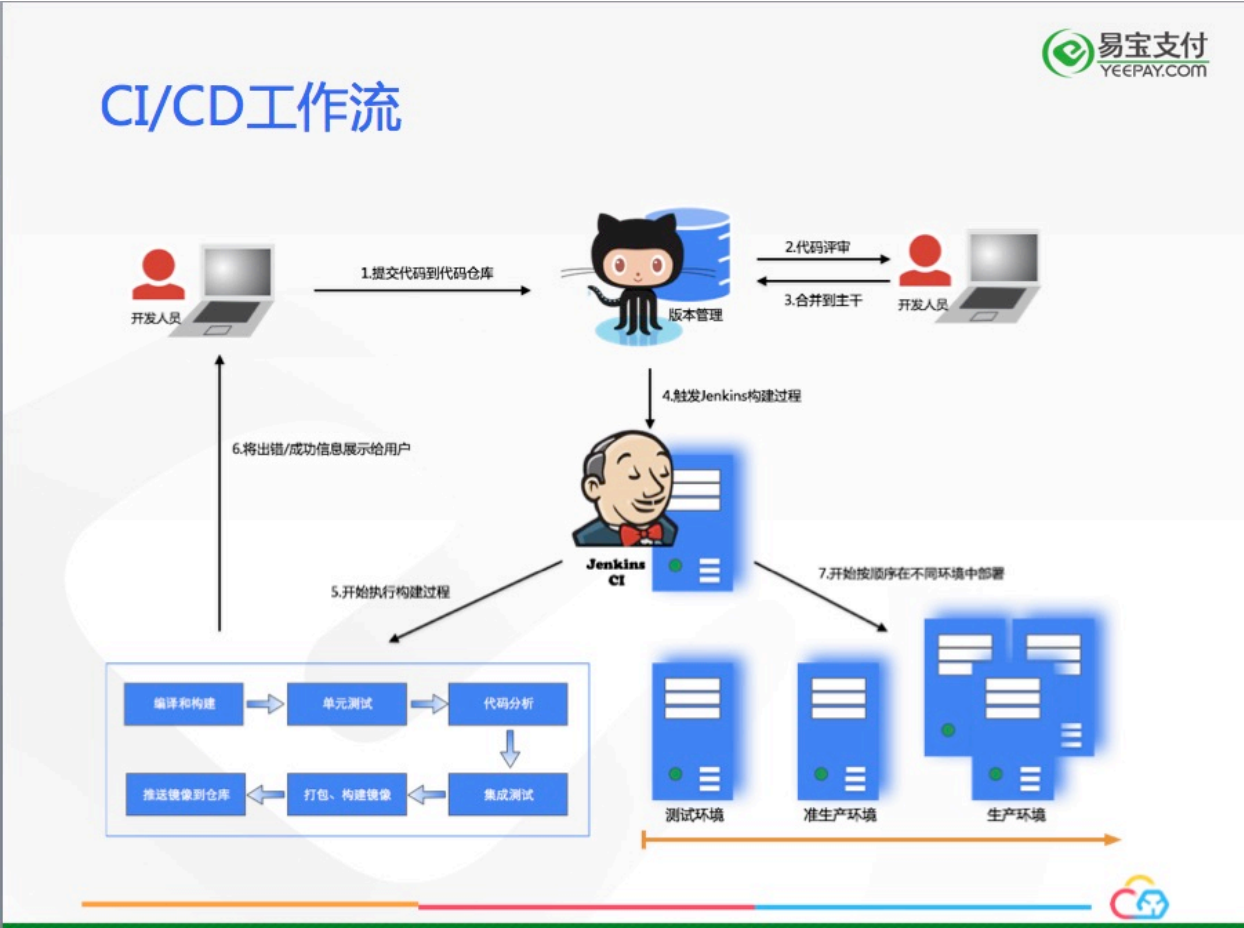 易宝支付
YEEPAY.COM
CI/CD工作流
1.提交代码到代码仓库
2.代码评审
3.合并到主干
开发人员
版本管理
开发人员
4.触发Jenkins构建过程
6.将出错/成功信息展示给用户
Jenkins
CI
5.开始执行构建过程
7.开始按顺序在不同环境中部署
编译和构建
单元测试
代码分析
推送镜像到仓库
打包、构建镜像
集成测试
测试环境
准生产环境
生产环境